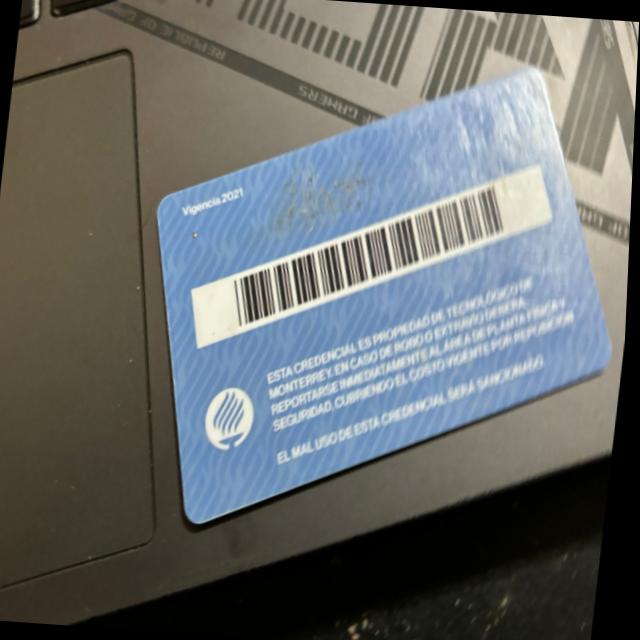 REPUBLIC OF GAMERS
Vigencia 2021
ESTA CREDENCIAL ES PROPIEDAD DE TECNOLÓGICO DE
MONTERREY, EN CASO DE ROBO O EXTRAVÍO DEBERÁ
REPORTARSE INMEDIATAMENTE AL ÁREA DE PLANTA FÍSICA Y
SEGURIDAD, CUBRIENDO EL COSTO VIGENTE POR REPOSICIÓN
EL MAL USO DE ESTA CREDENCIAL SERÁ SANCIONADO